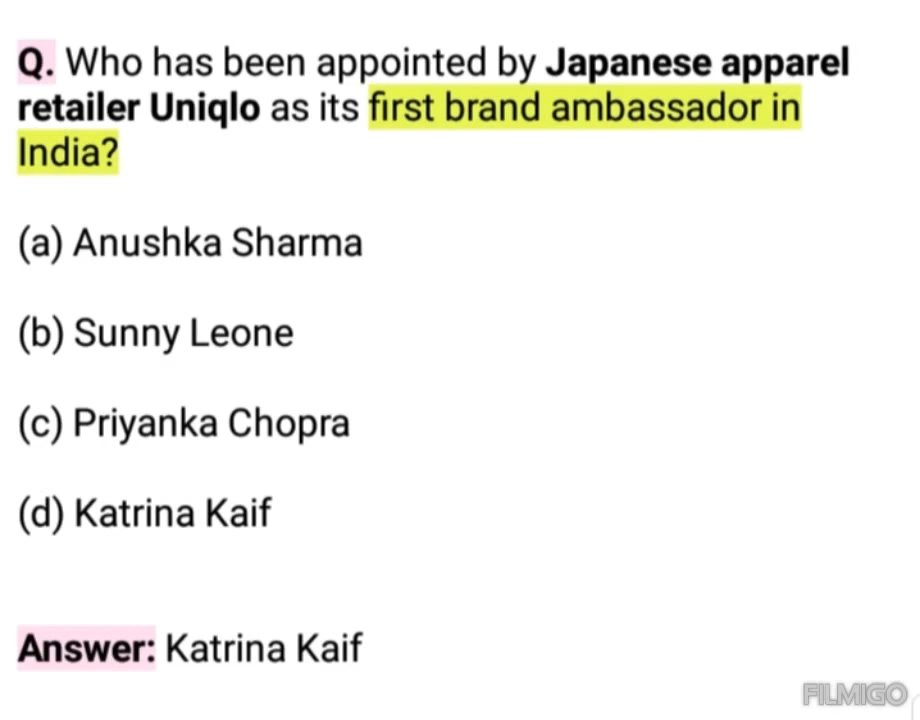 Q. Who has been appointed by Japanese apparel
retailer Uniqlo as its first brand ambassador in
India?
(a) Anushka Sharma
(b) Sunny Leone
(c) Priyanka Chopra
(d) Katrina Kaif
Answer: Katrina Kaif
FILMIGO